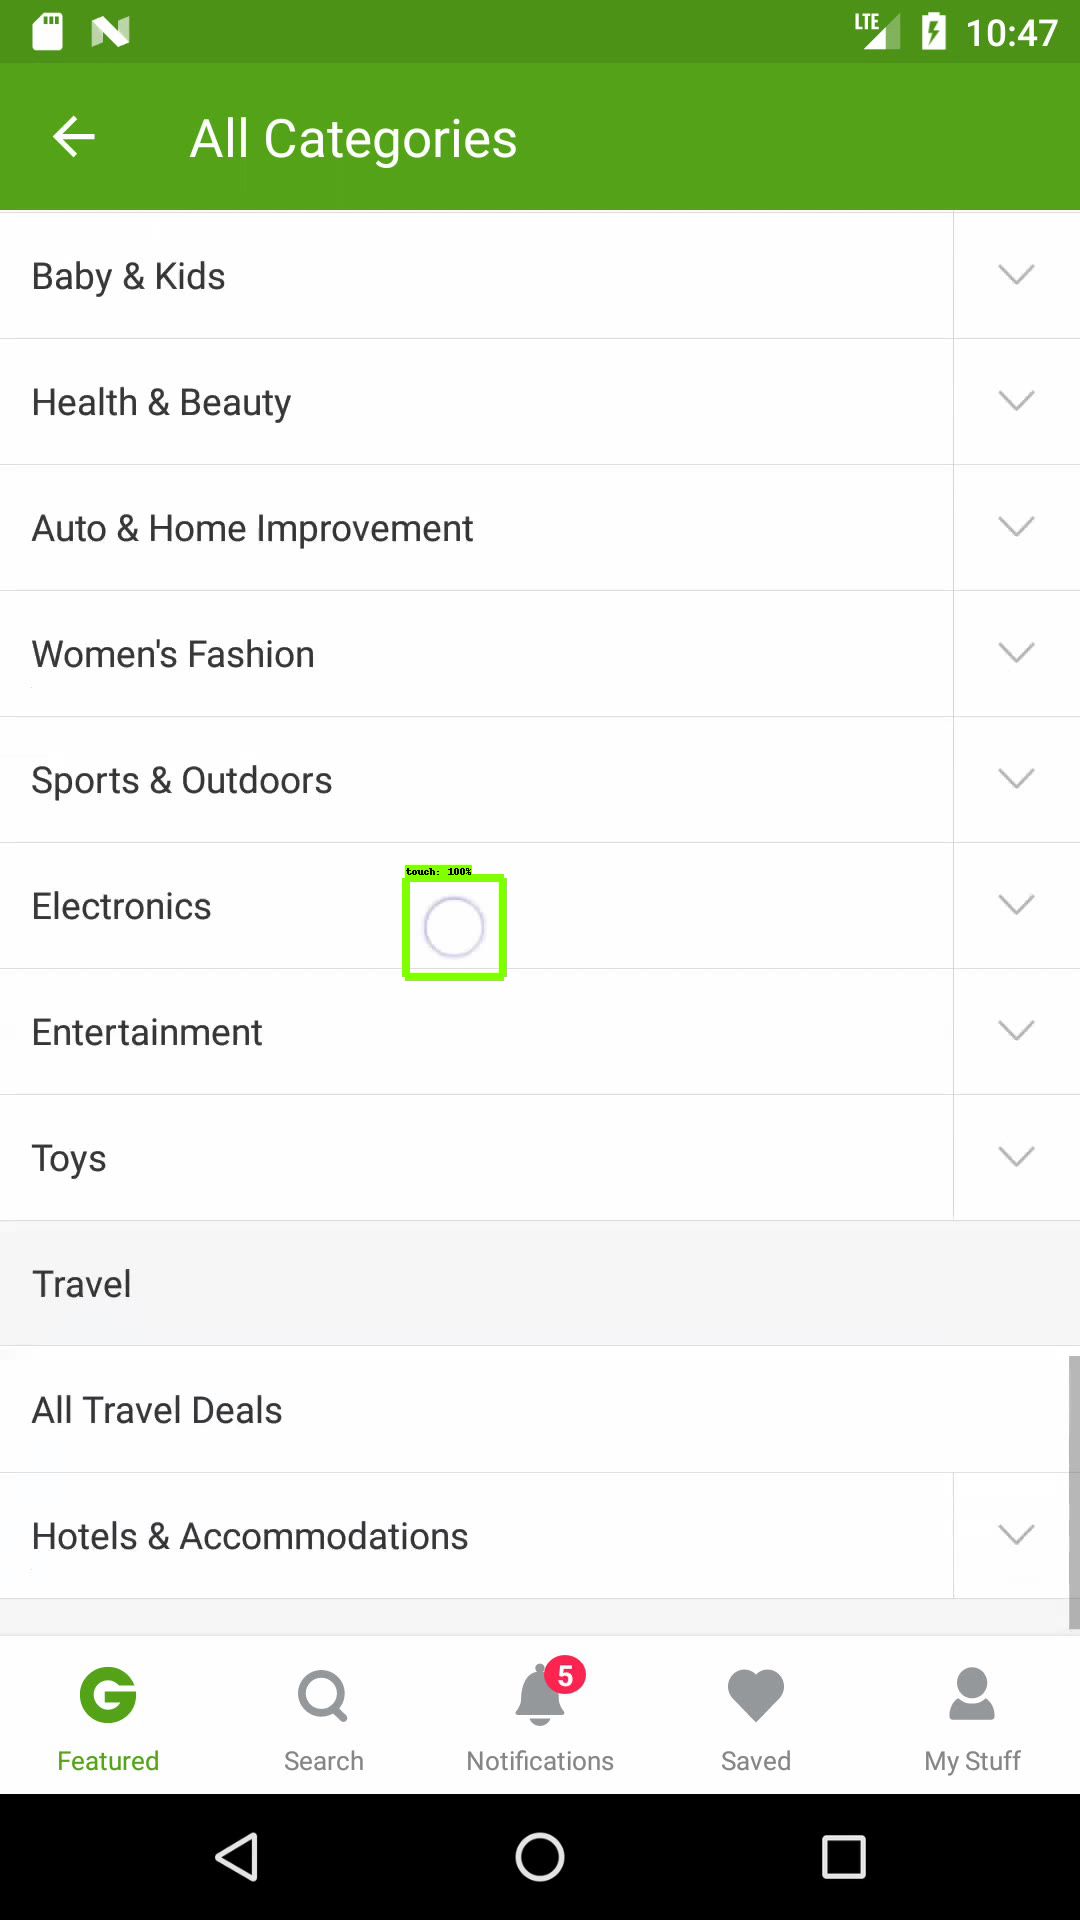 LTE 10:47
All Categories
Baby & Kids
Health & Beauty
Auto & Home Improvement
Women's Fashion
Sports & Outdoors
touch: 100%
Electronics
Entertainment
Toys
Travel
All Travel Deals
Hotels & Accommodations
5
Featured Search Notifications Saved My Stuff